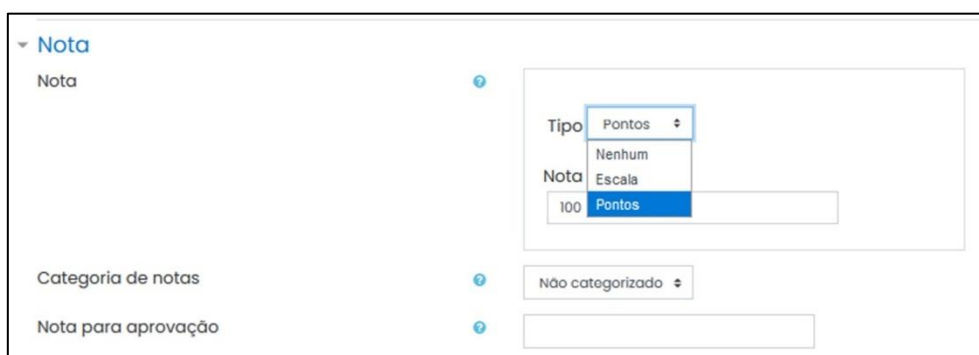 Nota
Nota
Tipo Pontos
Nenhum
Nota Escala
100 Pontos
Categoria de notas Não categorizado
Nota para aprovação